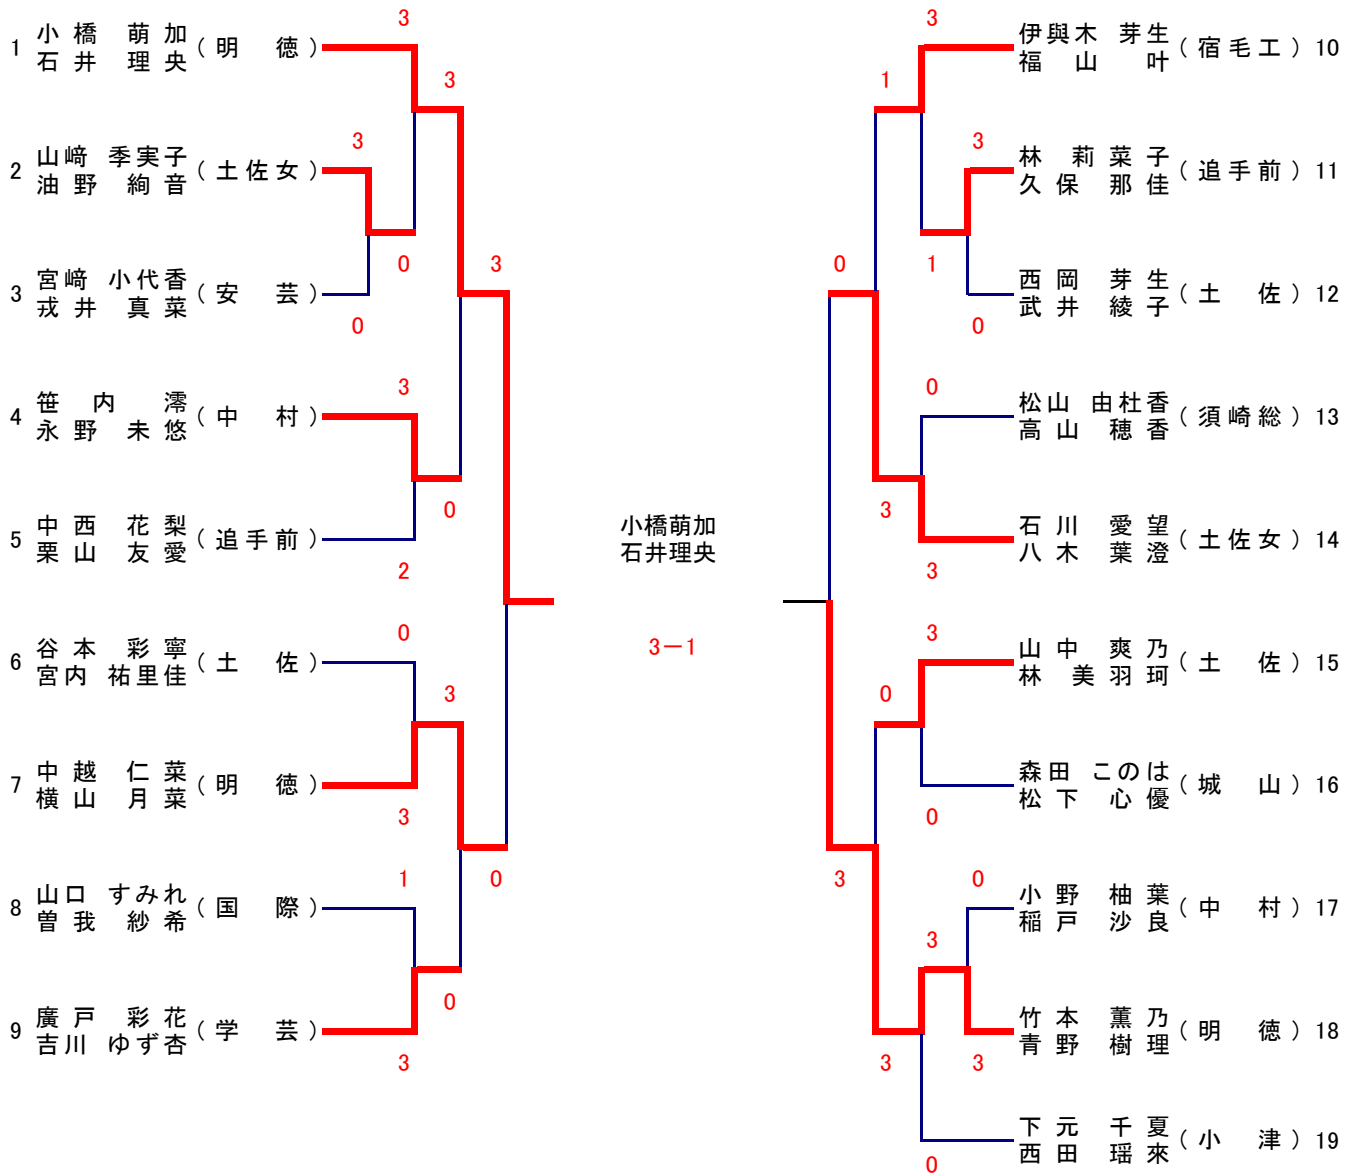 3
1 小橋 萌加 (明徳)
石井 理央
3
3
2 山﨑 季実子 (土佐女)
油野 絢音
0
3
3 宮﨑 小代香 (安芸)
戎井 真菜
0
3
4 笹内 澪 (中村)
永野 未悠
0
5 中西 花梨 (追手前)
栗山 友愛
2
0
6 谷本 彩寧 (土佐)
宮内 祐里佳
3
7 中越 仁菜 (明徳)
横山 月菜
3
1
0
8 山口 すみれ (国際)
曽我 紗希
0
9 廣戸 彩花 (学芸)
吉川 ゆず杏
3
小橋萌加
石井理央
3－1
3
伊與木 芽生 (宿毛工) 10
福山 叶
1
3
林 莉菜子 (追手前) 11
久保 那佳
0
1
西岡 芽生 (土佐) 12
武井 綾子
0
0
松山 由杜香 (須崎総) 13
高山 穂香
3
石川 愛望 (土佐女) 14
八木 葉澄
3
3
山中 爽乃 (土佐) 15
林 美羽珂
0
森田 このは (城山) 16
松下 心優
0
3
0
小野 柚葉 (中村) 17
稲戸 沙良
3
竹本 薫乃 (明徳) 18
青野 樹理
3
3
下元 千夏 (小津) 19
西田 瑶來
0